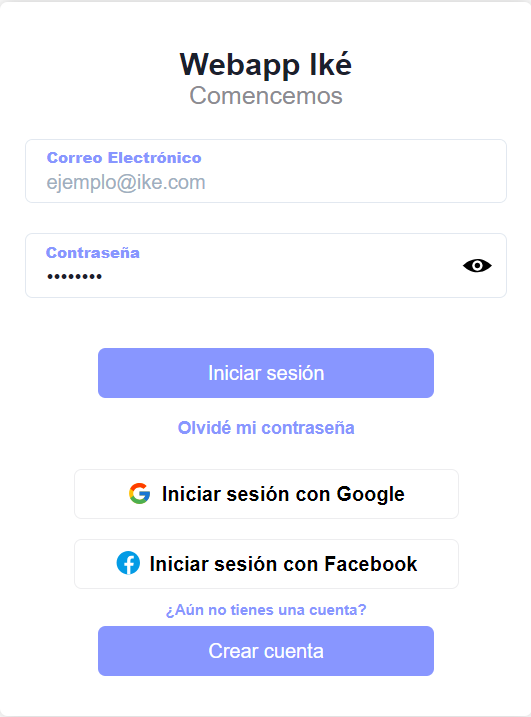 Webapp Iké
Comencemos
Correo Electrónico
ejemplo@ike.com
Contraseña
••••••••
Iniciar sesión
Olvidé mi contraseña
Iniciar sesión con Google
Iniciar sesión con Facebook
¿Aún no tienes una cuenta?
Crear cuenta